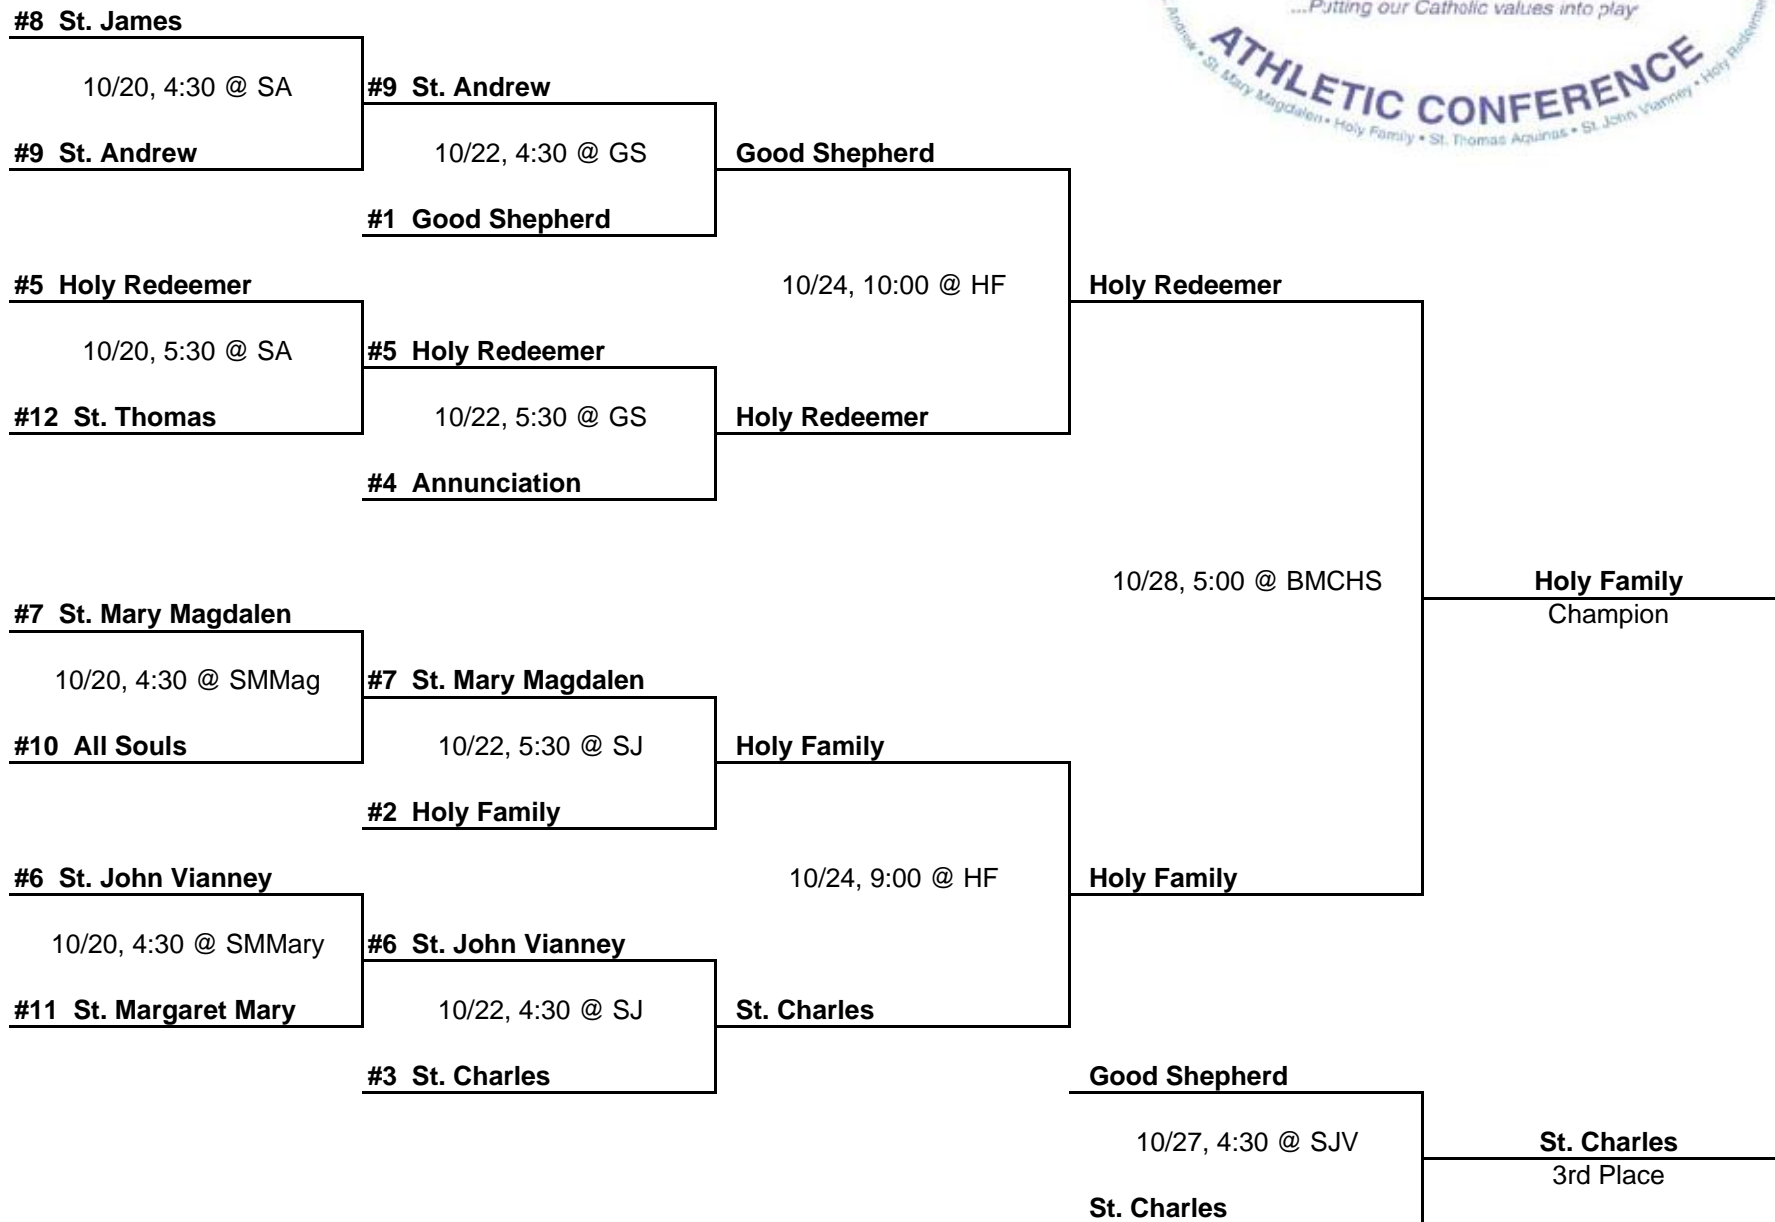 ...Putting our Catholic values into play
ATHLETIC CONFERENCE
Andrew • St. Mary Magdalen • Holy Family • St. Thomas Aquinas • St. John Vianney • Holy Redeemer
#8 St. James
10/20, 4:30 @ SA
#9 St. Andrew
#9 St. Andrew
10/22, 4:30 @ GS
#1 Good Shepherd
Good Shepherd
#5 Holy Redeemer
10/20, 5:30 @ SA
#12 St. Thomas
#5 Holy Redeemer
10/22, 5:30 @ GS
#4 Annunciation
Holy Redeemer
10/24, 10:00 @ HF
Holy Redeemer
#7 St. Mary Magdalen
10/20, 4:30 @ SMMag
#10 All Souls
#7 St. Mary Magdalen
10/22, 5:30 @ SJ
#2 Holy Family
Holy Family
#6 St. John Vianney
10/20, 4:30 @ SMMary
#11 St. Margaret Mary
#6 St. John Vianney
10/22, 4:30 @ SJ
#3 St. Charles
St. Charles
10/24, 9:00 @ HF
Holy Family
10/28, 5:00 @ BMCHS
Holy Family
Champion
Good Shepherd
10/27, 4:30 @ SJV
St. Charles
St. Charles
3rd Place